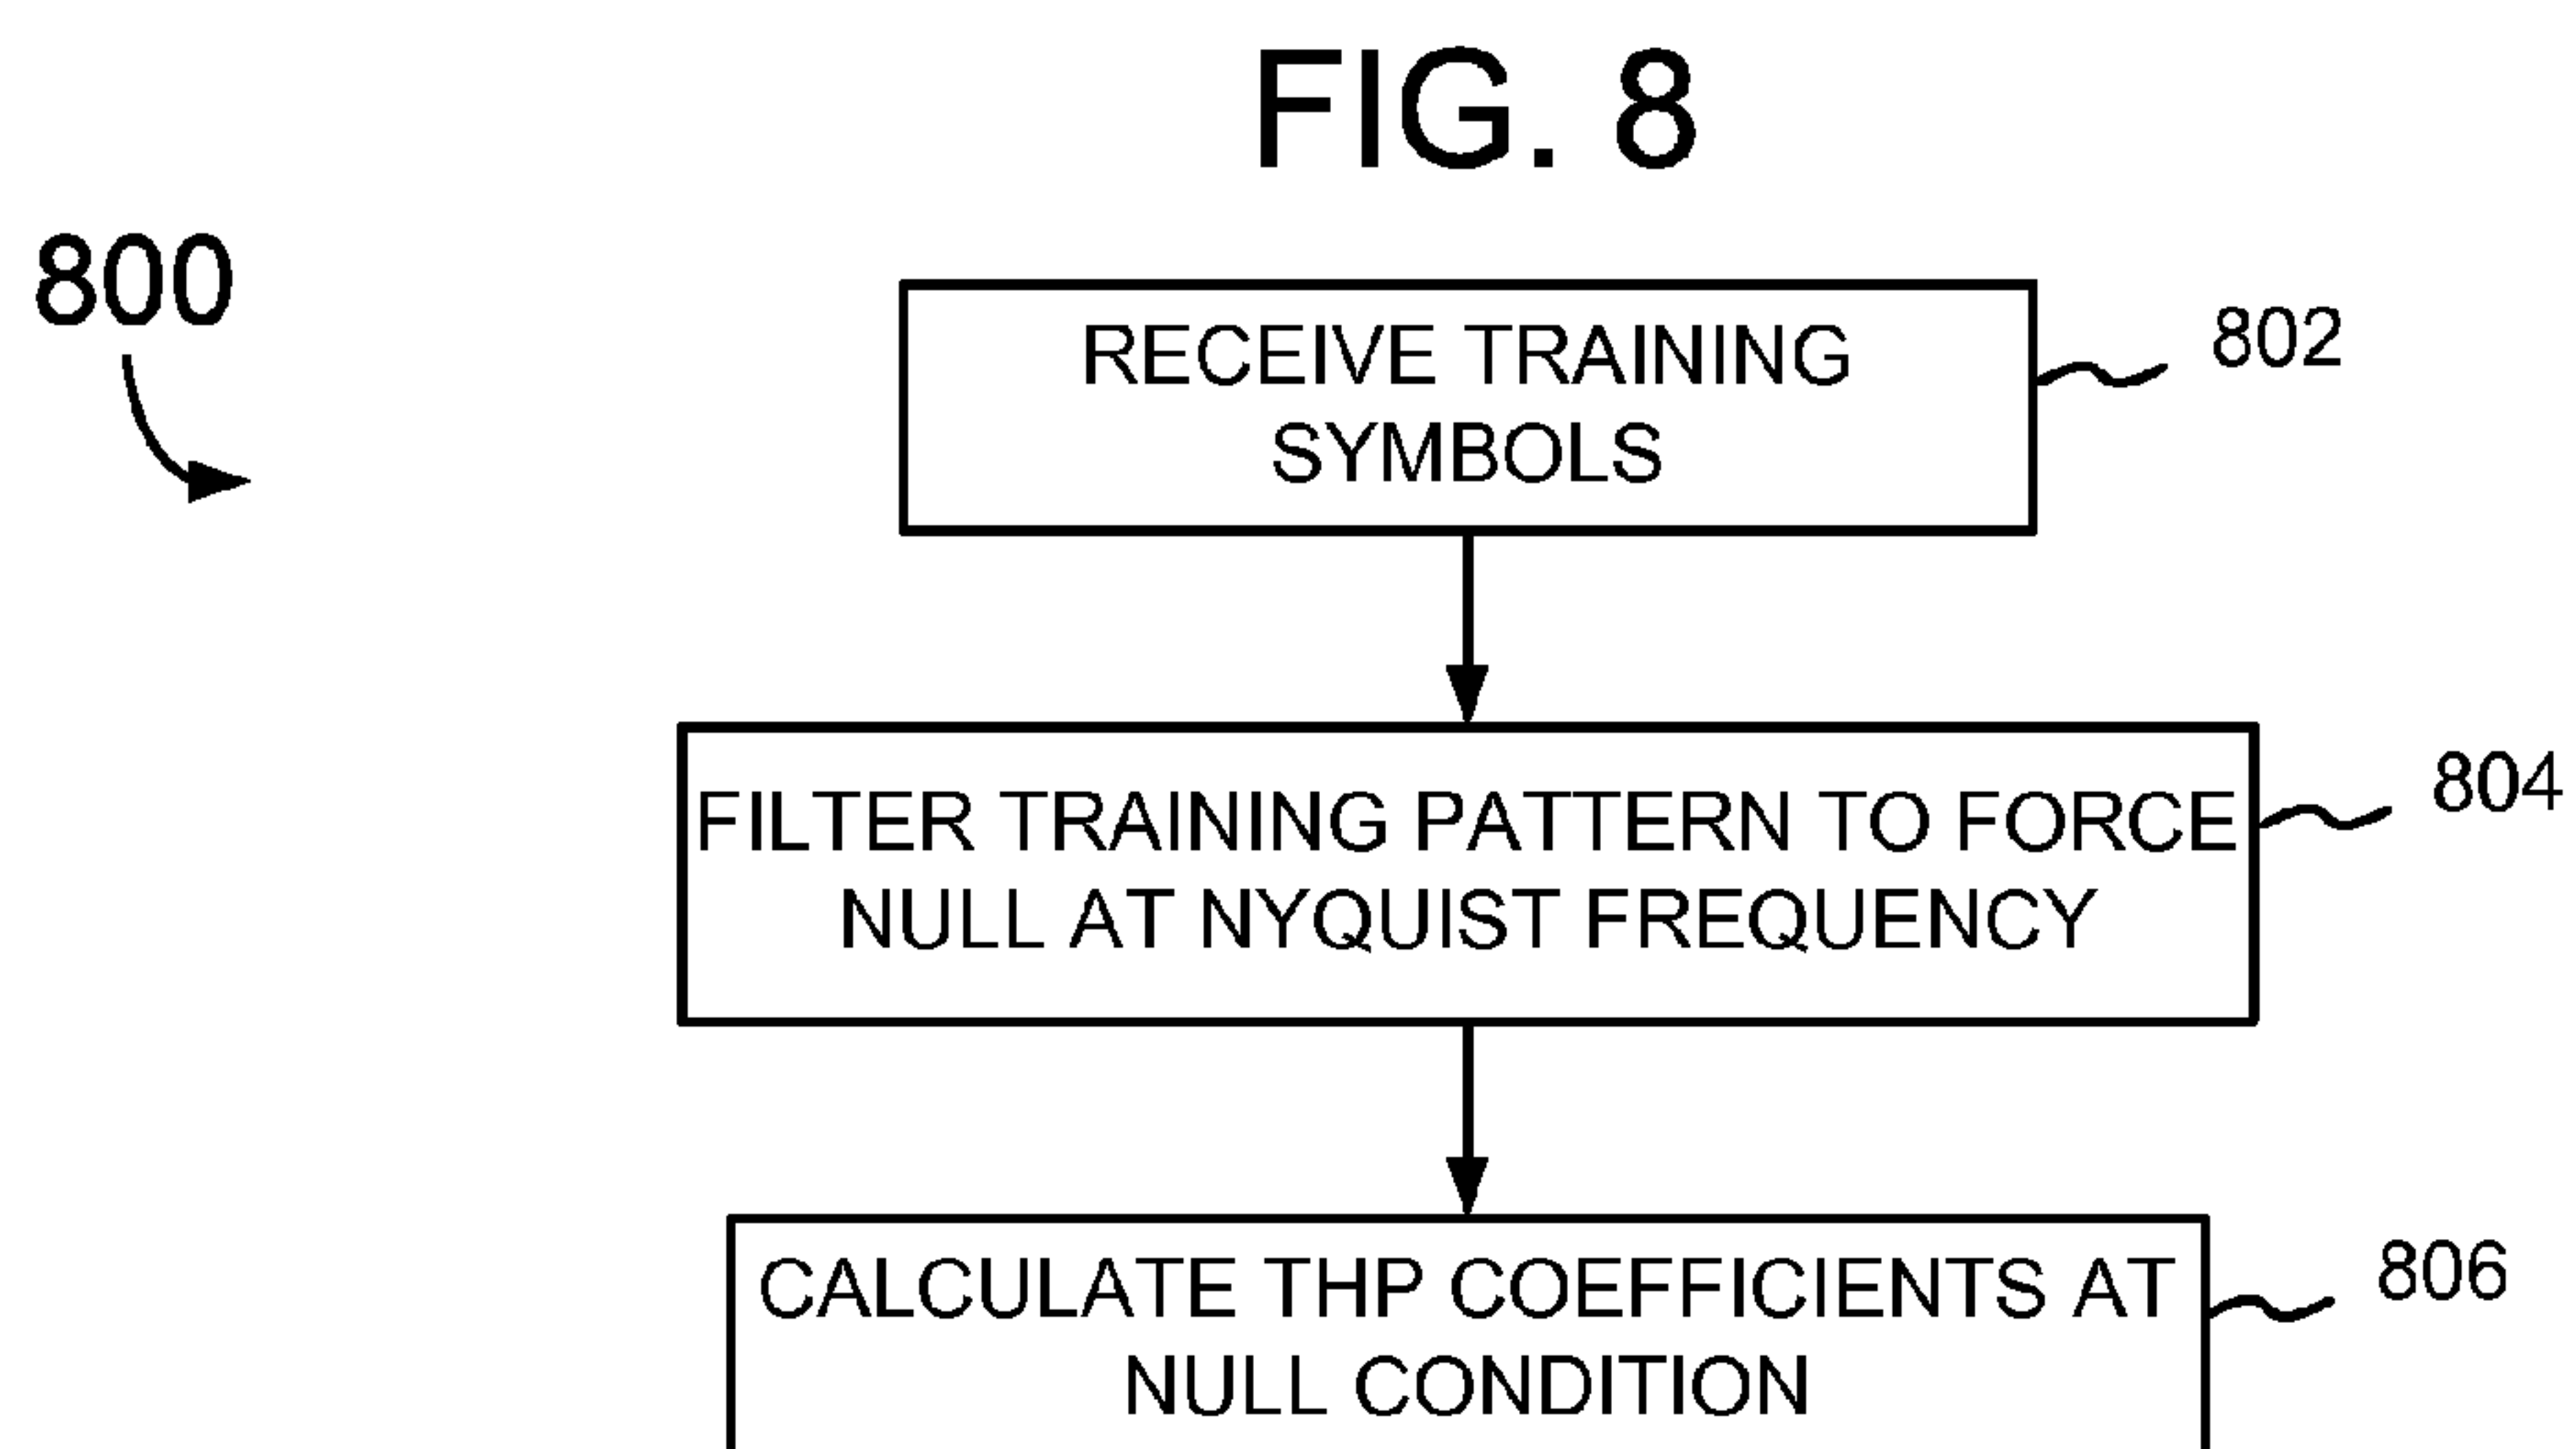 FIG. 8
800
RECEIVE TRAINING
SYMBOLS
802
FILTER TRAINING PATTERN TO FORCE
NULL AT NYQUIST FREQUENCY
804
CALCULATE THP COEFFICIENTS AT
NULL CONDITION
806